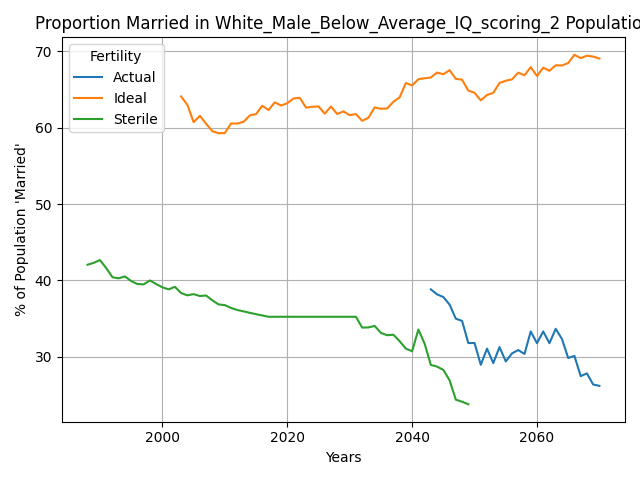 Proportion Married in White_Male_Below_Average_IQ_scoring_2 Populatio
Fertility
Actual
Ideal
Sterile
% of Population 'Married'
70
60
50
40
30
2000
2020
2040
2060
Years